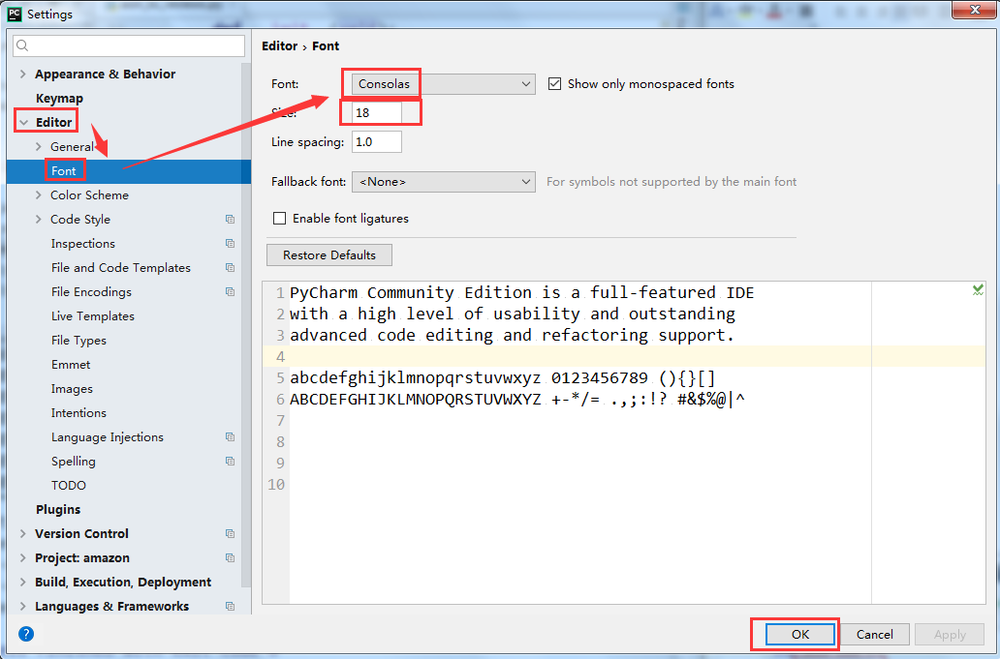 PC Settings
Appearance & Behavior
Keymap
Editor
General
Font
Color Scheme
Code Style
Inspections
File and Code Templates
File Encodings
Live Templates
File Types
Emmet
Images
Intentions
Language Injections
Spelling
TODO
Plugins
Version Control
Project: amazon
Build, Execution, Deployment
Languages & Frameworks
?
Editor › Font
Font: Consolas Show only monospaced fonts
Size: 18
Line spacing: 1.0
Fallback font: <None> For symbols not supported by the main font
Enable font ligatures
Restore Defaults
1 PyCharm Community Edition is a full-featured IDE
2 with a high level of usability and outstanding
3 advanced code editing and refactoring support.
4
5 abcdefghijklmnopqrstuvwxyz 0123456789 (){}[]
6 ABCDEFGHIJKLMNOPQRSTUVWXYZ +-*/= .,;:!? #&$%@|^
7
8
9
10
OK Cancel Apply